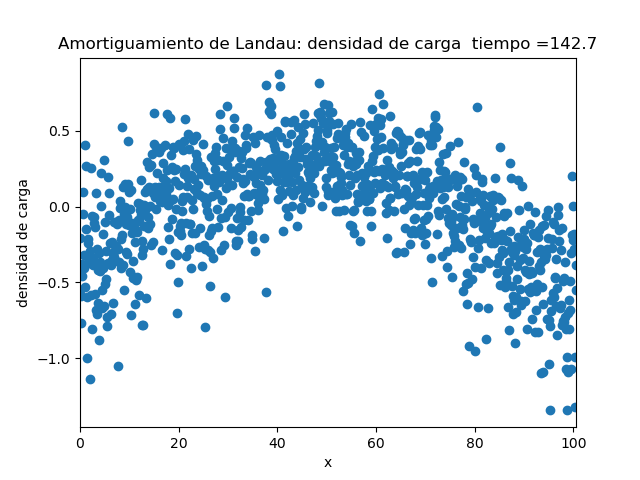 Amortiguamiento de Landau: densidad de carga  tiempo =142.7
densidad de carga
0.5
0.0
−0.5
−1.0
0 20 40 60 80 100
x